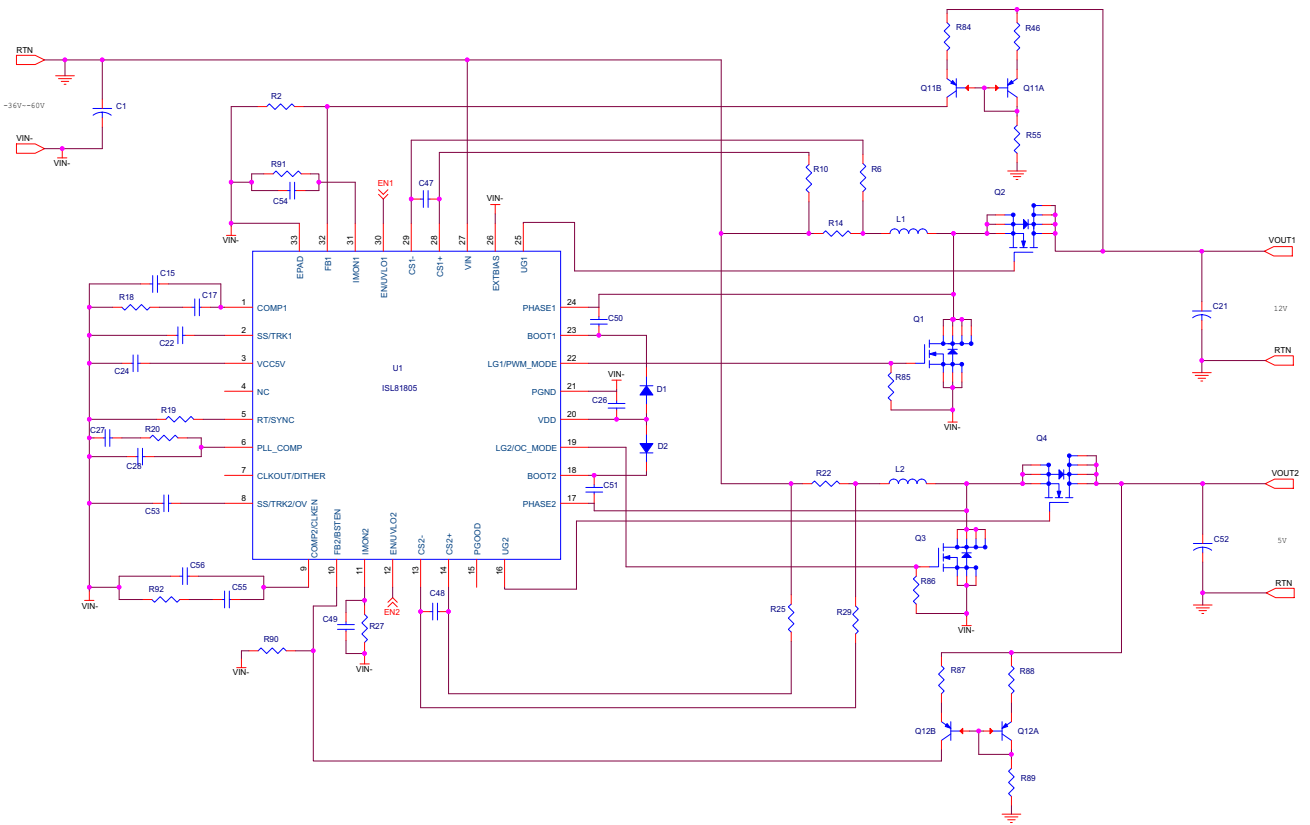 RTN
-36V~-60V
C1
VIN-
VIN-
R2
R91
C54
VIN-
EN1
C47
VIN-
R10
R6
R14
L1
R84
R46
Q11B
Q11A
R55
Q2
VOUT1
C21
12V
RTN
33
32
31
30
29
28
27
26
25
EPAD
FB1
IMON1
EN/UVLO1
CS1-
CS1+
VIN
EXTBIAS
UG1
C15
R18
C17
1
COMP1
C22
2
SS/TRK1
C24
3
VCC5V
4
NC
R19
5
RT/SYNC
C27
R20
C28
6
PLL_COMP
7
CLKOUT/DITHER
C53
8
SS/TRK2/OV
U1
ISL81805
PHASE1
24
C50
BOOT1
23
LG1/PWM_MODE
22
PGND
21
VIN-
C26
D1
VDD
20
LG2/OC_MODE
19
D2
BOOT2
18
C51
PHASE2
17
Q1
R85
VIN-
Q4
R22
L2
VOUT2
C52
5V
RTN
Q3
R86
VIN-
COMP2/CLKEN
FB2/BSTEN
IMON2
EN/UVLO2
CS2-
CS2+
PGOOD
UG2
9
10
11
12
13
14
15
16
C56
R92
C55
VIN-
EN2
C48
C49
R27
VIN-
R90
VIN-
R25
R29
R87
R88
Q12B
Q12A
R89